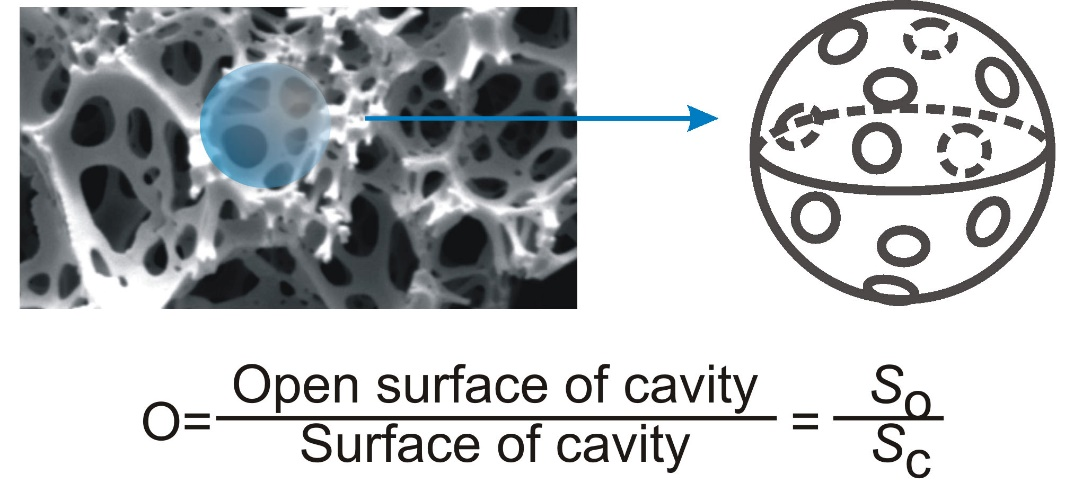 O= Open surface of cavity / Surface of cavity = So / Sc